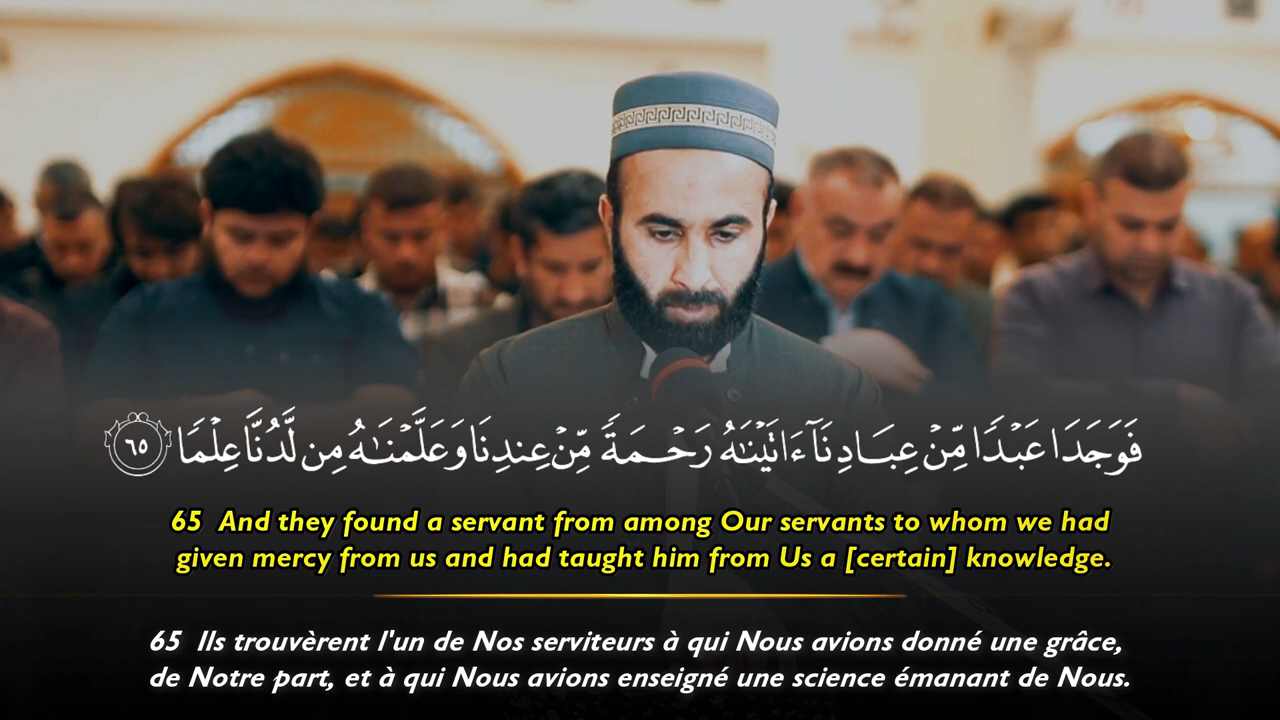 فَوَجَدَا عَبْدًا مِّنْ عِبَادِنَآ ءَاتَيْنَٰهُ رَحْمَةً مِّنْ عِندِنَا وَعَلَّمْنَٰهُ مِن لَّدُنَّا عِلْمًا ٦٥
65 And they found a servant from among Our servants to whom we had
given mercy from us and had taught him from Us a [certain] knowledge.
65 Ils trouvèrent l'un de Nos serviteurs à qui Nous avions donné une grâce,
de Notre part, et à qui Nous avions enseigné une science émanant de Nous.